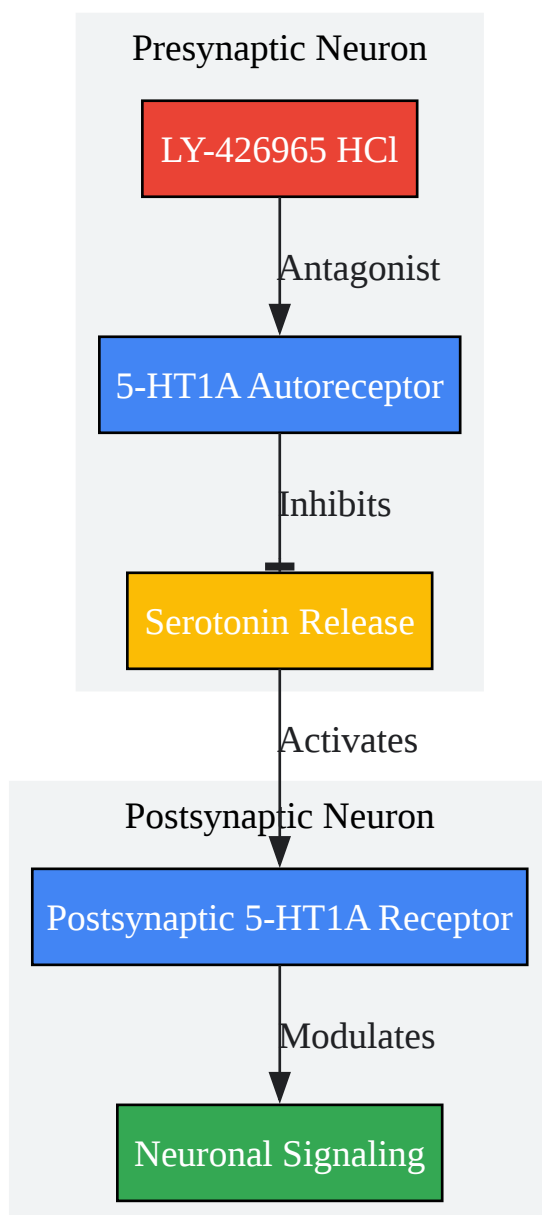 Presynaptic Neuron
LY-426965 HCl
Antagonist
5-HT1A Autoreceptor
Inhibits
Serotonin Release
Activates
Postsynaptic Neuron
Postsynaptic 5-HT1A Receptor
Modulates
Neuronal Signaling